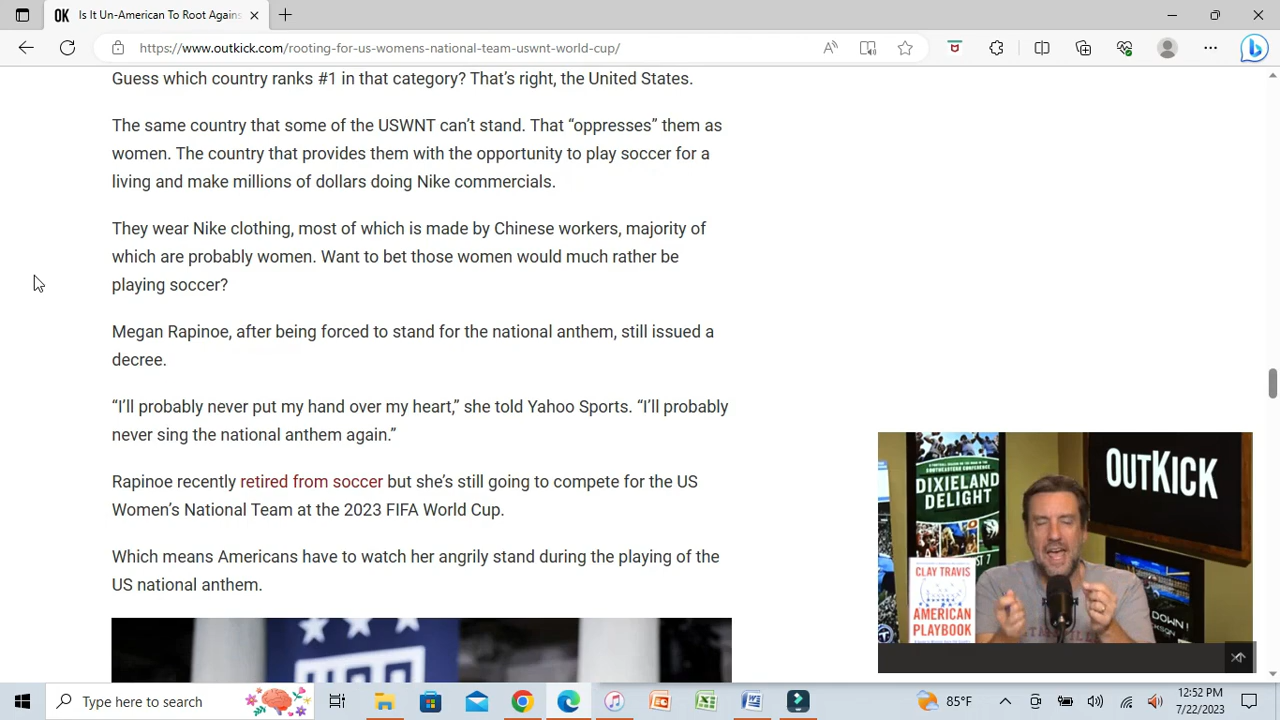 OK Is It Un-American To Root Agains
https://www.outkick.com/rooting-for-us-womens-national-team-uswnt-world-cup/
Guess which country ranks #1 in that category? That’s right, the United States.
The same country that some of the USWNT can’t stand. That “oppresses” them as
women. The country that provides them with the opportunity to play soccer for a
living and make millions of dollars doing Nike commercials.
They wear Nike clothing, most of which is made by Chinese workers, majority of
which are probably women. Want to bet those women would much rather be
playing soccer?
Megan Rapinoe, after being forced to stand for the national anthem, still issued a
decree.
“I’ll probably never put my hand over my heart,” she told Yahoo Sports. “I’ll probably
never sing the national anthem again.”
Rapinoe recently retired from soccer but she’s still going to compete for the US
Women’s National Team at the 2023 FIFA World Cup.
Which means Americans have to watch her angrily stand during the playing of the
US national anthem.
DIXIELAND
DELIGHT
OUTKICK
CLAY TRAVIS
AMERICAN
PLAYBOOK
DOWN!
DESIGN
Type here to search
85°F
12:52 PM
7/22/2023